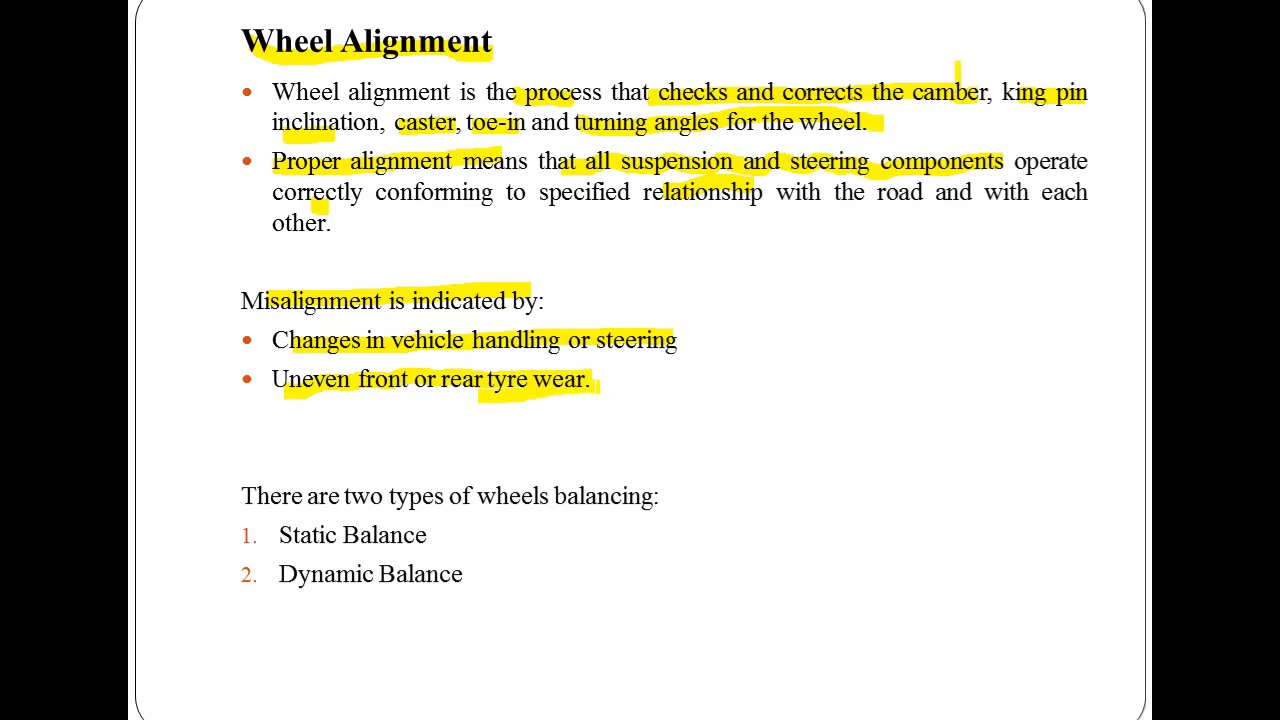 Wheel Alignment
• Wheel alignment is the process that checks and corrects the camber, king pin
inclination, caster, toe-in and turning angles for the wheel.
• Proper alignment means that all suspension and steering components operate
correctly conforming to specified relationship with the road and with each
other.
Misalignment is indicated by:
• Changes in vehicle handling or steering
• Uneven front or rear tyre wear.
There are two types of wheels balancing:
1. Static Balance
2. Dynamic Balance